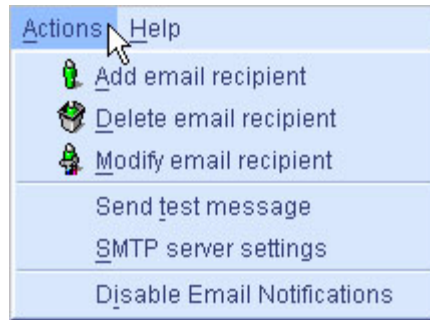 Actions Help
Add email recipient
Delete email recipient
Modify email recipient
Send test message
SMTP server settings
Disable Email Notifications